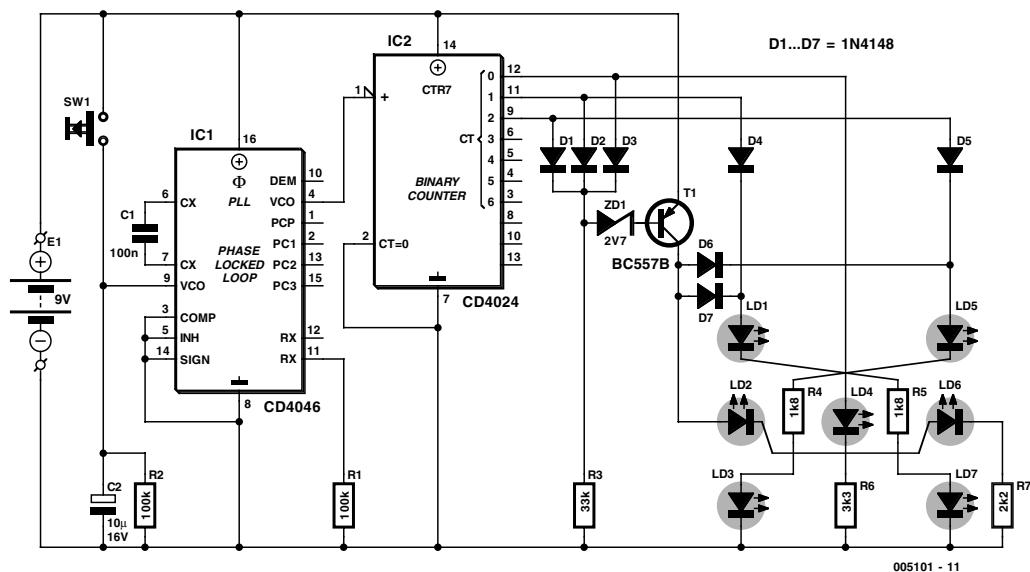 D1...D7 = 1N4148
SW1
E1
9V
C1
100n
C2
10µ
16V
R2
100k
IC1
16
Φ
PLL
PHASE
LOCKED
LOOP
6 CX
7 CX
9 VCO
3 COMP
5 INH
14 SIGN
DEM 10
VCO 4
PCP 1
PC1 2
PC2 13
PC3 15
RX 12
RX 11
8
CD4046
R1
100k
IC2
14
CTR7
1 +
BINARY
COUNTER
2 CT=0
CT
0 12
1 11
2 9
3 6
4 5
5 4
6 3
8
10
13
7
CD4024
D1
D2
D3
D4
D5
ZD1
2V7
T1
BC557B
D6
D7
R3
33k
LD1
LD5
R4
1k8
R5
1k8
LD2
LD4
LD6
LD3
LD7
R6
3k3
R7
2k2
005101 - 11